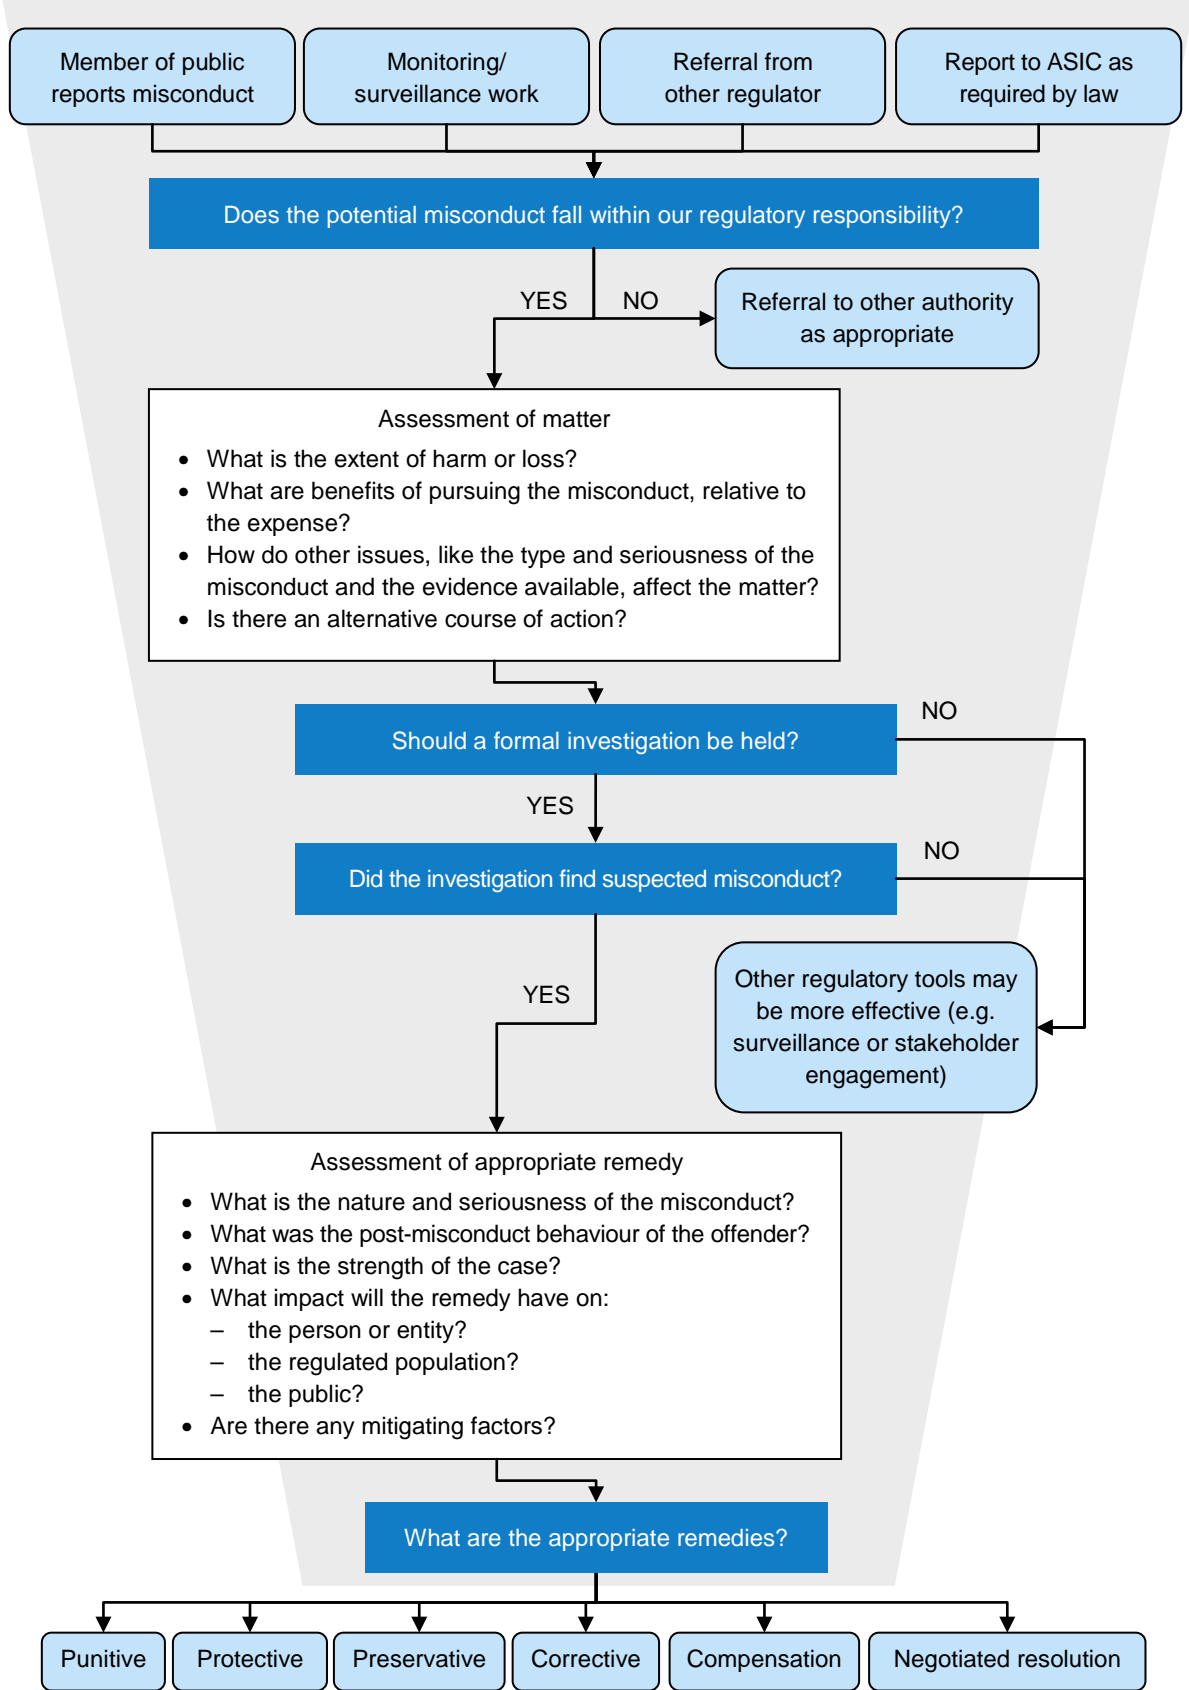 Member of public
reports misconduct
Monitoring/
surveillance work
Referral from
other regulator
Report to ASIC as
required by law
Does the potential misconduct fall within our regulatory responsibility?
YES
NO
Referral to other authority
as appropriate
Assessment of matter
• What is the extent of harm or loss?
• What are benefits of pursuing the misconduct, relative to
the expense?
• How do other issues, like the type and seriousness of the
misconduct and the evidence available, affect the matter?
• Is there an alternative course of action?
Should a formal investigation be held?
NO
YES
Did the investigation find suspected misconduct?
NO
YES
Other regulatory tools may
be more effective (e.g.
surveillance or stakeholder
engagement)
Assessment of appropriate remedy
• What is the nature and seriousness of the misconduct?
• What was the post-misconduct behaviour of the offender?
• What is the strength of the case?
• What impact will the remedy have on:
– the person or entity?
– the regulated population?
– the public?
• Are there any mitigating factors?
What are the appropriate remedies?
Punitive
Protective
Preservative
Corrective
Compensation
Negotiated resolution